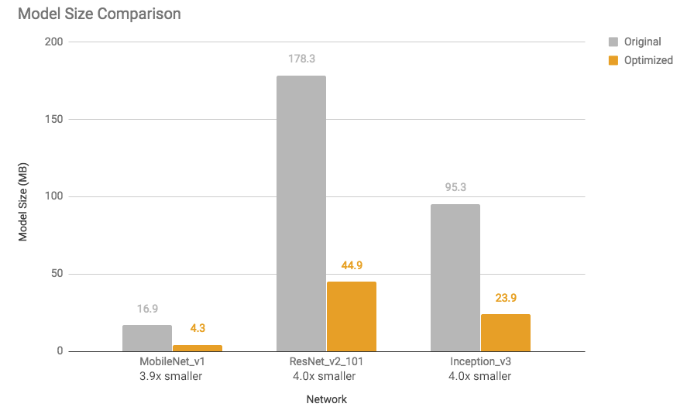 Model Size Comparison
Original
Optimized
200
150
100
50
0
Model Size (MB)
16.9
4.3
178.3
44.9
95.3
23.9
MobileNet_v1
3.9x smaller
ResNet_v2_101
4.0x smaller
Inception_v3
4.0x smaller
Network